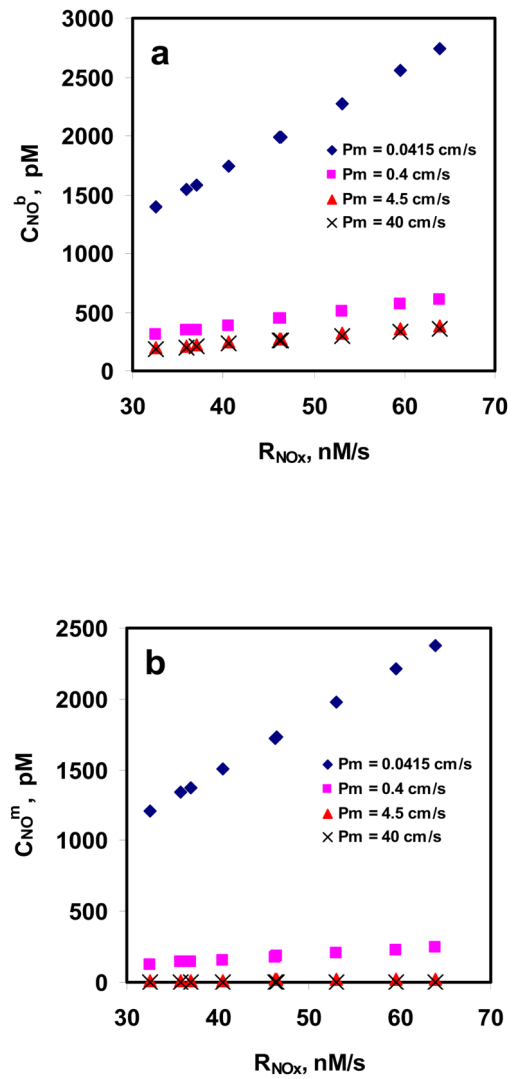 3000
a
2500
2000
Pm = 0.0415 cm/s
Pm = 0.4 cm/s
1500
Pm = 4.5 cm/s
Pm = 40 cm/s
1000
500
0
30 40 50 60 70
C_NO^b, pM
R_NOx, nM/s
2500
b
2000
Pm = 0.0415 cm/s
1500
Pm = 0.4 cm/s
Pm = 4.5 cm/s
1000
Pm = 40 cm/s
500
0
30 40 50 60 70
C_NO^m, pM
R_NOx, nM/s